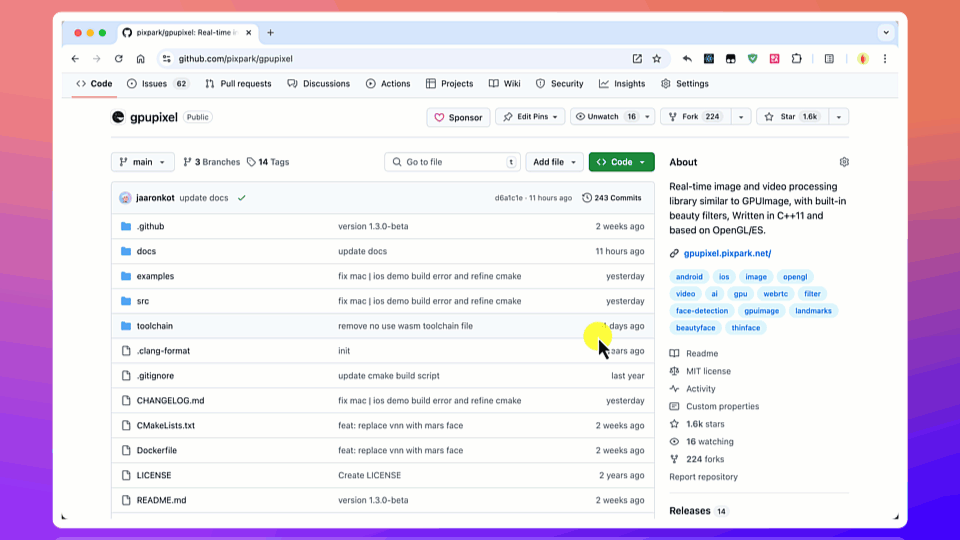 pixpark/gpupixel: Real-time i
github.com/pixpark/gpupixel
Code Issues 62 Pull requests Discussions Actions Projects Wiki Security Insights Settings
gpupixel Public Sponsor Edit Pins Unwatch 16 Fork 224 Star 1.6k
main 3 Branches 14 Tags Go to file t Add file Code
jaaronkot update docs d6a1c1e · 11 hours ago 243 Commits
.github version 1.3.0-beta 2 weeks ago
docs update docs 11 hours ago
examples fix mac | ios demo build error and refine cmake yesterday
src fix mac | ios demo build error and refine cmake yesterday
toolchain remove no use wasm toolchain file days ago
.clang-format init ago
.gitignore update cmake build script last year
CHANGELOG.md fix mac | ios demo build error and refine cmake yesterday
CMakeLists.txt feat: replace vnn with mars face 2 weeks ago
Dockerfile feat: replace vnn with mars face 2 weeks ago
LICENSE Create LICENSE 2 years ago
README.md version 1.3.0-beta 2 weeks ago
About
Real-time image and video processing
library similar to GPUImage, with built-in
beauty filters, Written in C++11 and
based on OpenGL/ES.
gpupixel.pixpark.net/
android ios image opengl
video ai gpu webrtc filter
face-detection gpuimage landmarks
beautyface thinface
Readme
MIT license
Activity
Custom properties
1.6k stars
16 watching
224 forks
Report repository
Releases 14